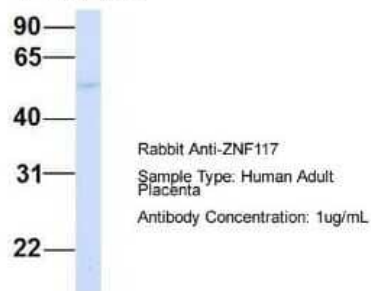 90
65
40
Rabbit Anti-ZNF117
31
Sample Type: Human Adult
Placenta
Antibody Concentration: 1ug/mL
22